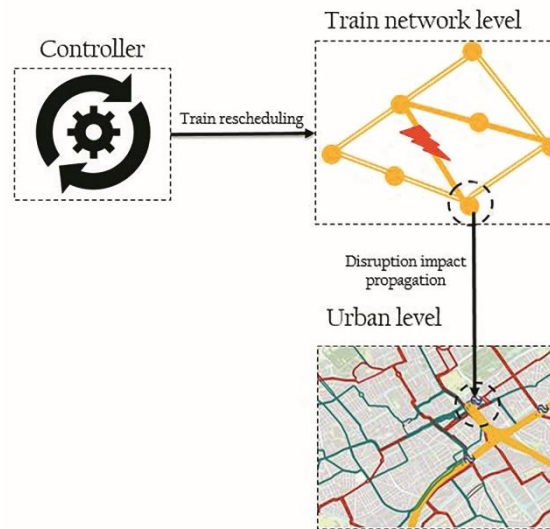 Train network level
Controller
Train rescheduling
Disruption impact
propagation
Urban level